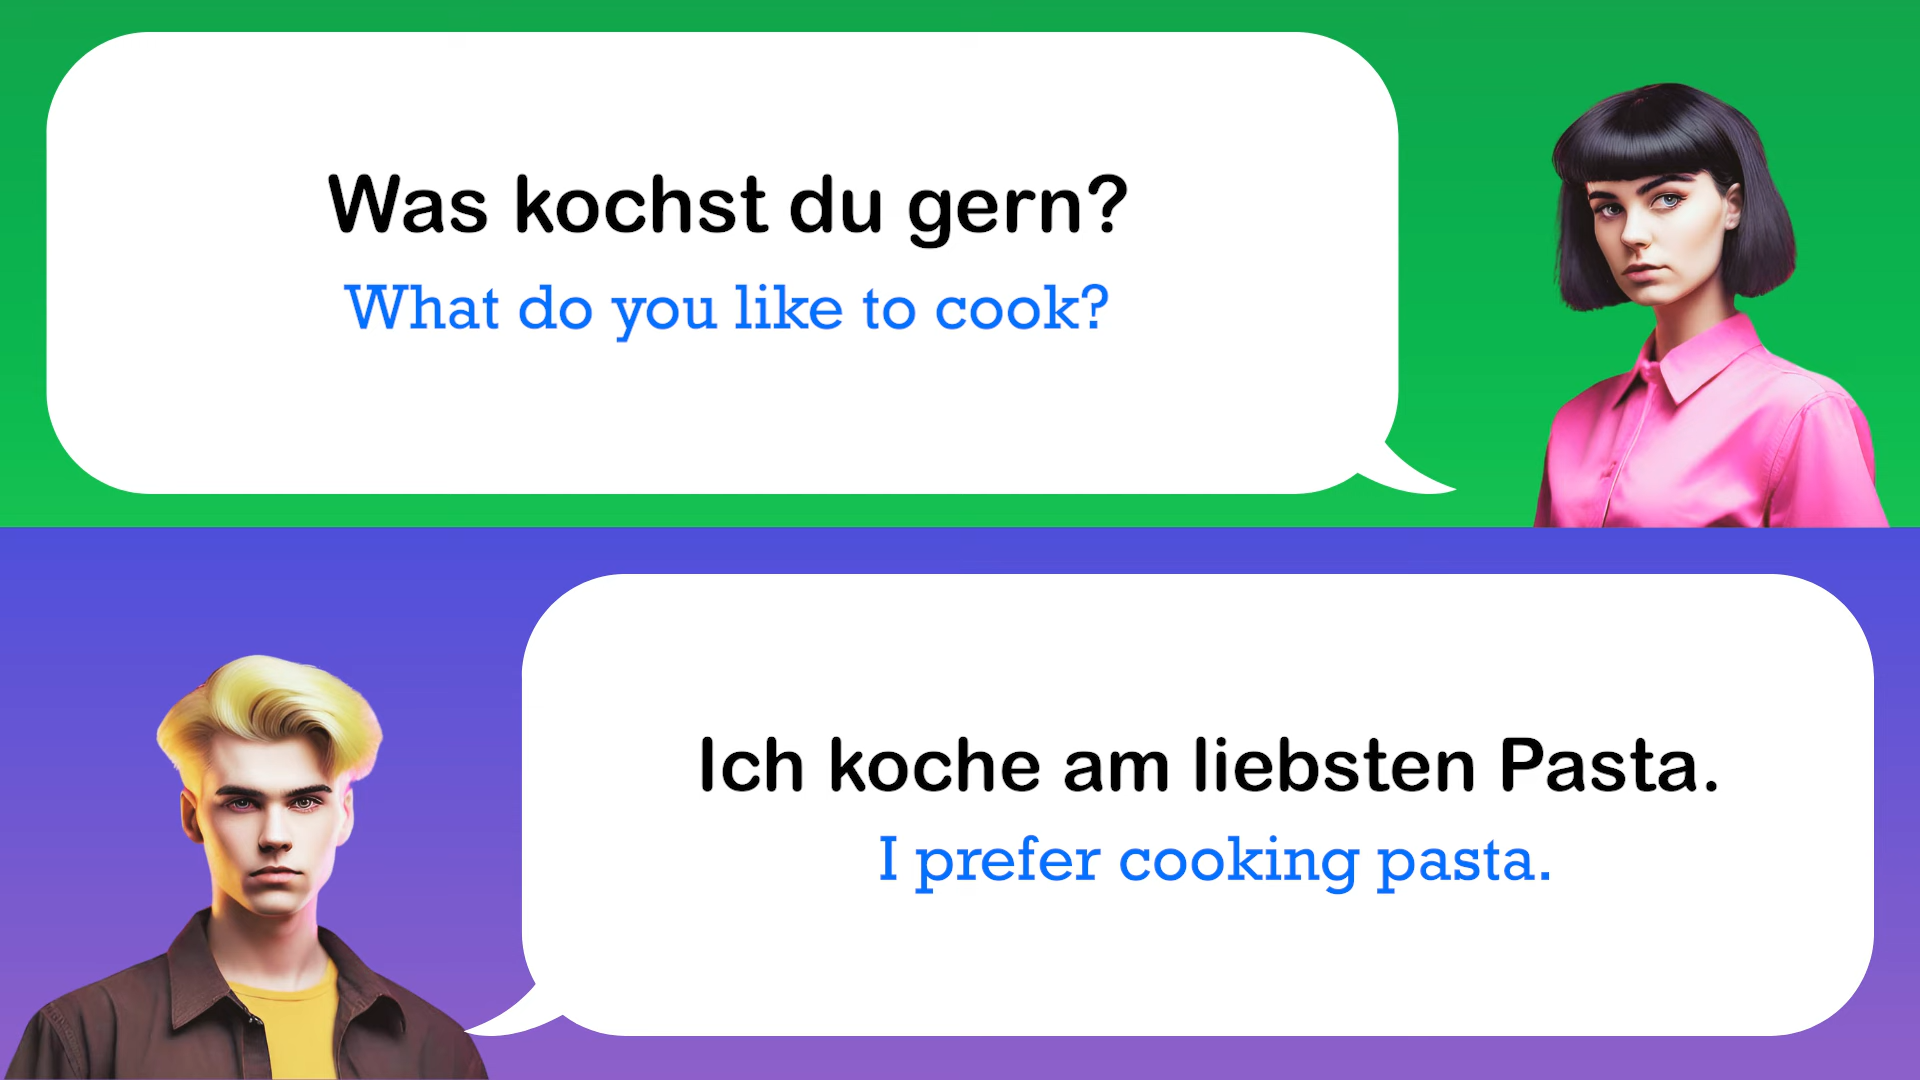 Was kochst du gern?
What do you like to cook?
Ich koche am liebsten Pasta.
I prefer cooking pasta.